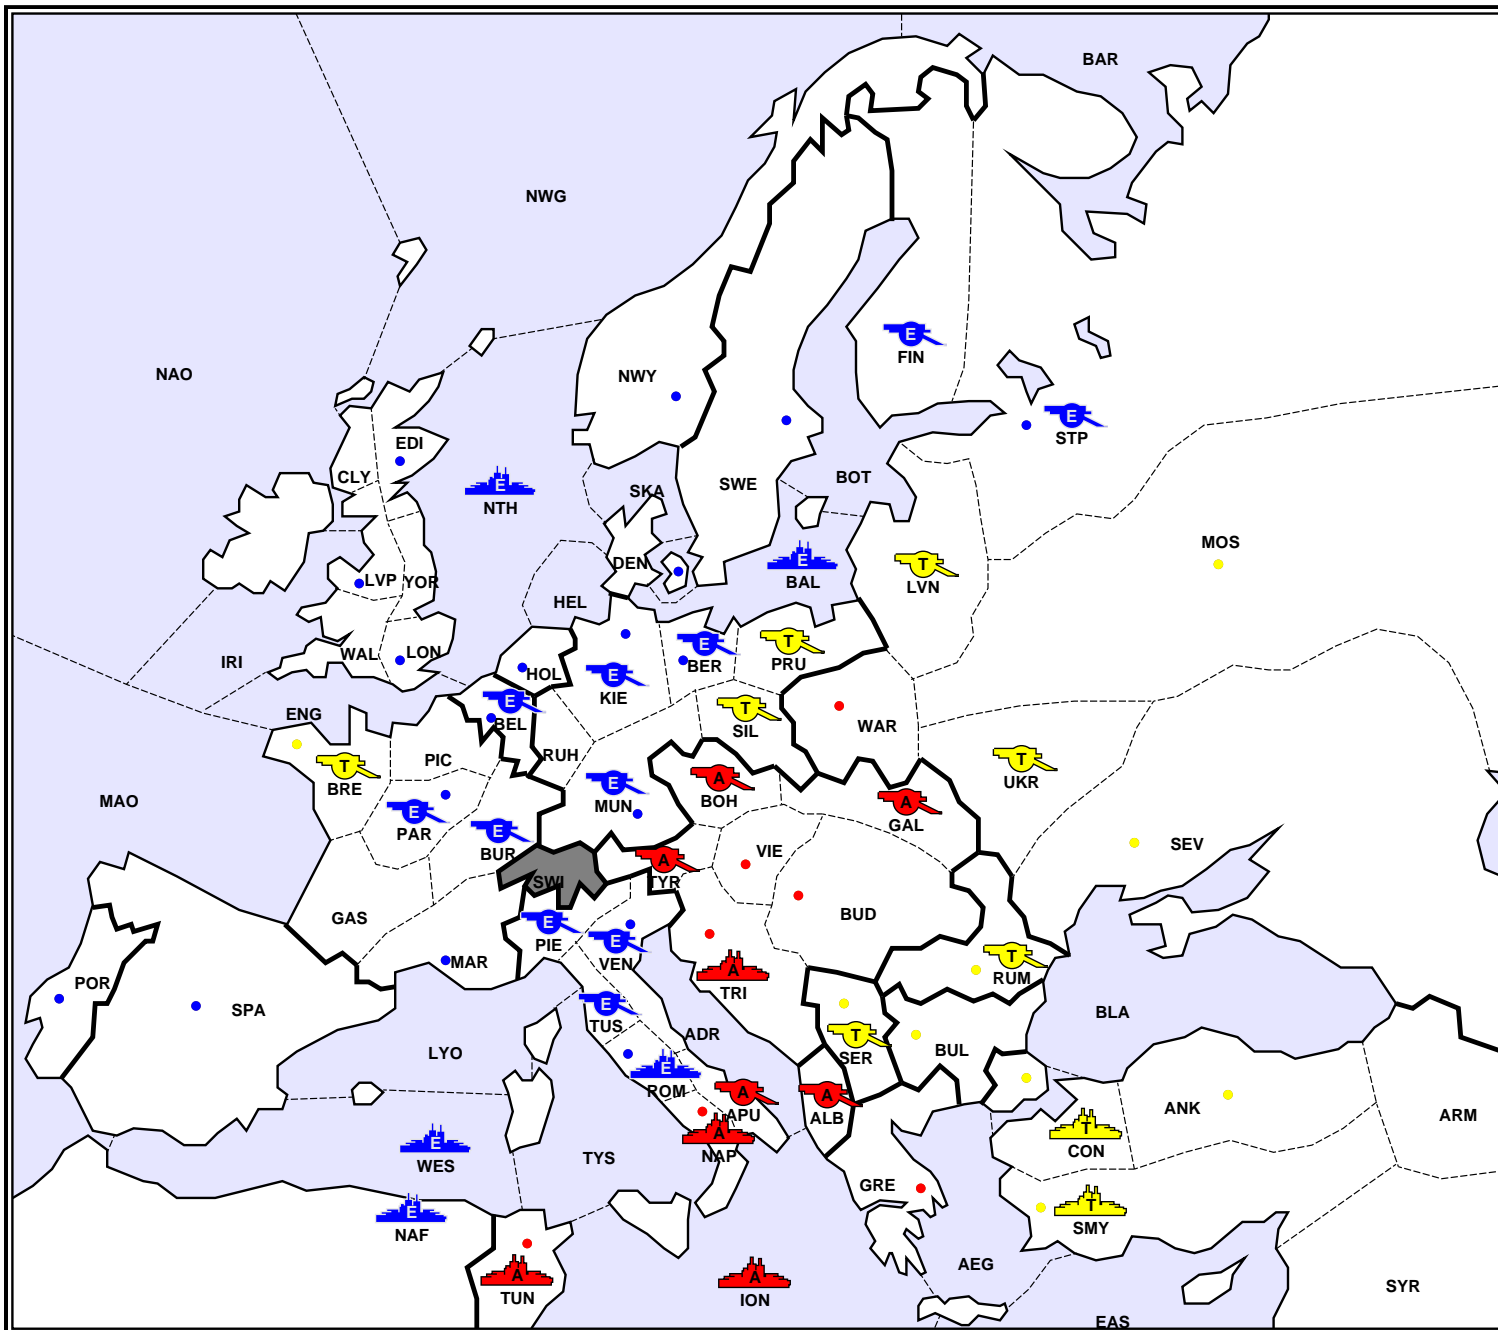 BAR
NWG
NAO
E
FIN
NWY
E
STP
EDI
CLY
SKA
SWE
BOT
E
NTH
MOS
DEN
E
BAL
T
LVN
LVP
YOR
HEL
IRI
WAL
LON
HOL
E
KIE
E
BER
T
PRU
ENG
E
BEL
T
SIL
WAR
PIC
RUH
T
UKR
T
BRE
MAO
E
PAR
E
MUN
A
BOH
A
GAL
E
BUR
VIE
SEV
SWI
A
TYR
GAS
BUD
E
PIE
E
VEN
MAR
T
RUM
POR
SPA
A
TRI
E
TUS
ADR
BLA
LYO
T
SER
BUL
E
ROM
A
APU
A
ALB
ANK
ARM
E
WES
TYS
A
NAP
T
CON
GRE
E
NAF
T
SMY
AEG
A
TUN
A
ION
SYR
EAS